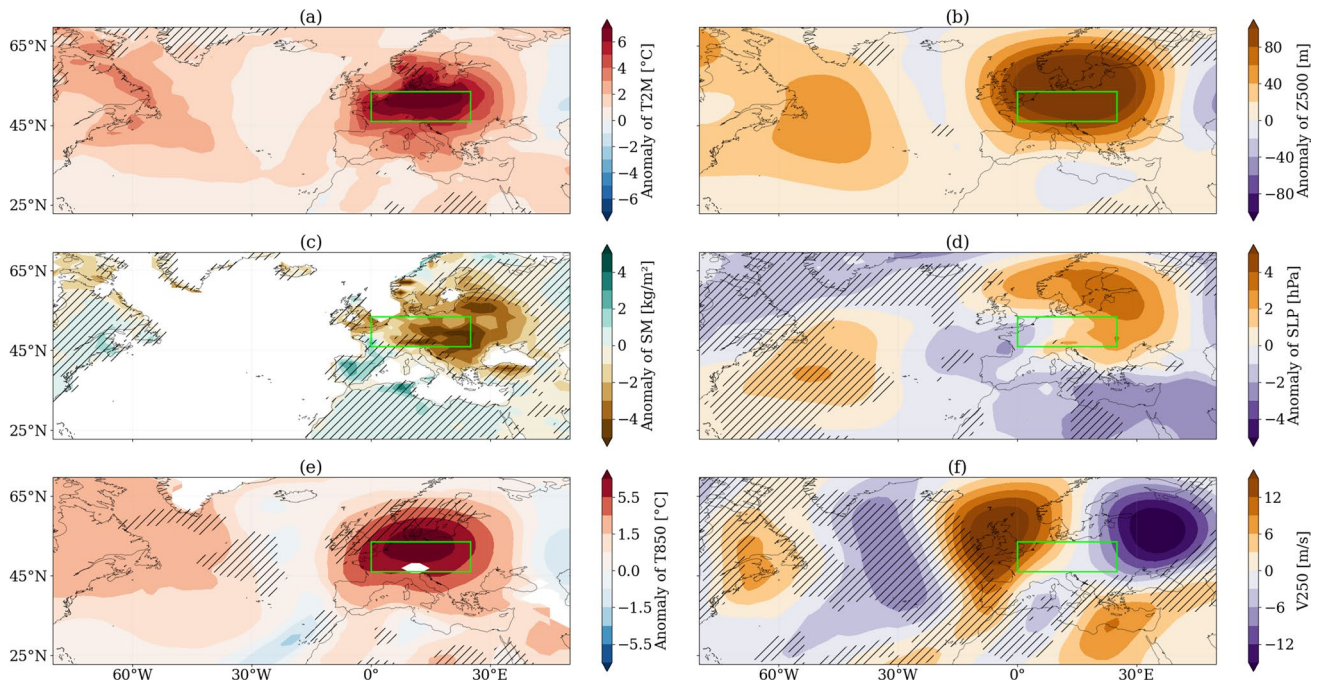 (a)
65°N
45°N
25°N
6
4
2
0
−2
−4
−6
Anomaly of T2M [°C]
(b)
80
40
0
−40
−80
Anomaly of Z500 [m]
(c)
65°N
45°N
25°N
4
2
0
−2
−4
Anomaly of SM [kg/m²]
(d)
4
2
0
−2
−4
Anomaly of SLP [hPa]
(e)
65°N
45°N
25°N
60°W
30°W
0°
30°E
5.5
1.5
0.0
−1.5
−5.5
Anomaly of T850 [°C]
(f)
60°W
30°W
0°
30°E
12
6
0
−6
−12
V250 [m/s]